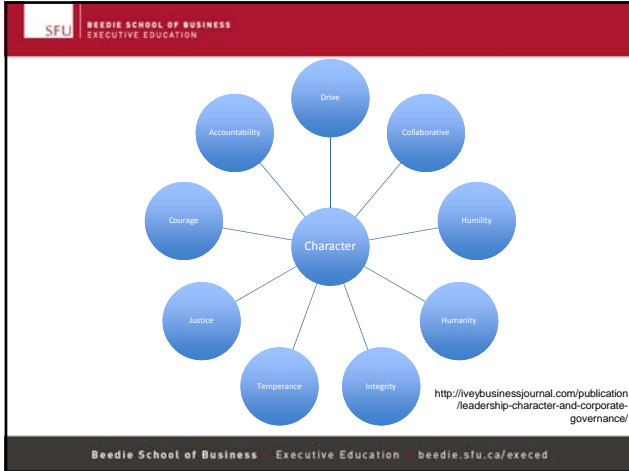 SFU
BEEDIE SCHOOL OF BUSINESS
EXECUTIVE EDUCATION
Drive
Accountability
Collaborative
Courage
Humility
Character
Justice
Humanity
Temperance
Integrity
http://iveybusinessjournal.com/publication
/leadership-character-and-corporate-
governance/
Beedie School of Business Executive Education beedie.sfu.ca/execed